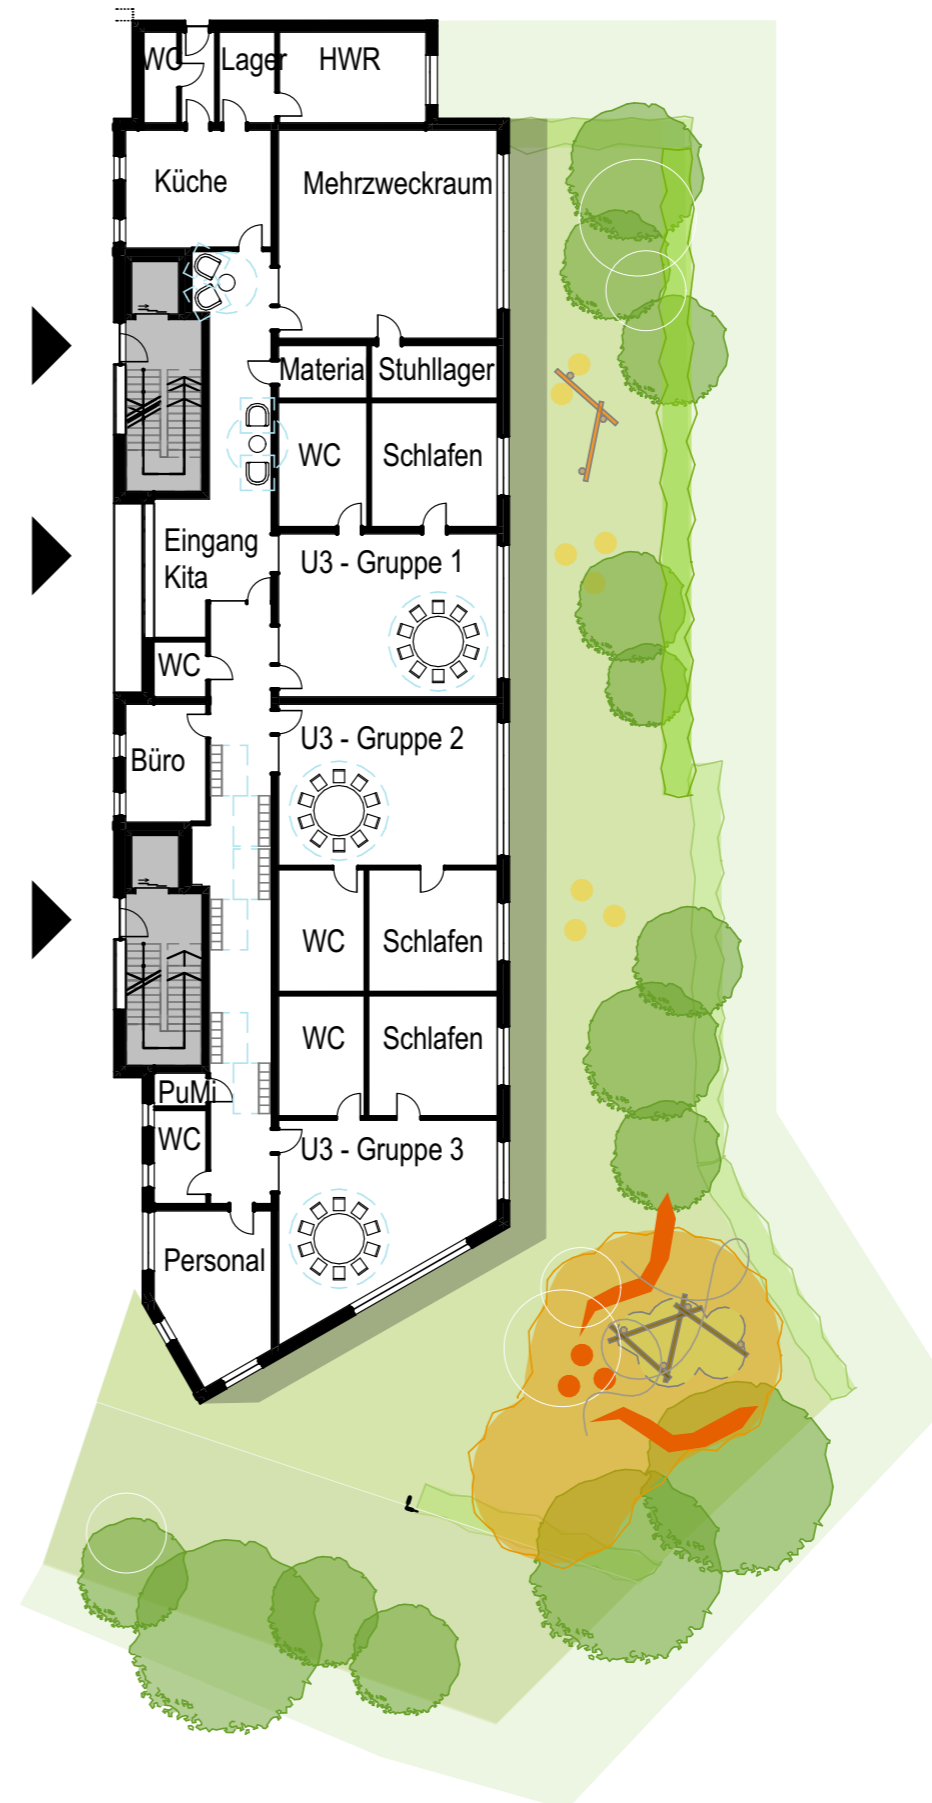 WC
Lager
HWR
Küche
Mehrzweckraum
Materia
Stuhllager
WC
Schlafen
Eingang
Kita
U3 - Gruppe 1
WC
U3 - Gruppe 2
Büro
WC
Schlafen
WC
Schlafen
PuMi
WC
U3 - Gruppe 3
Personal